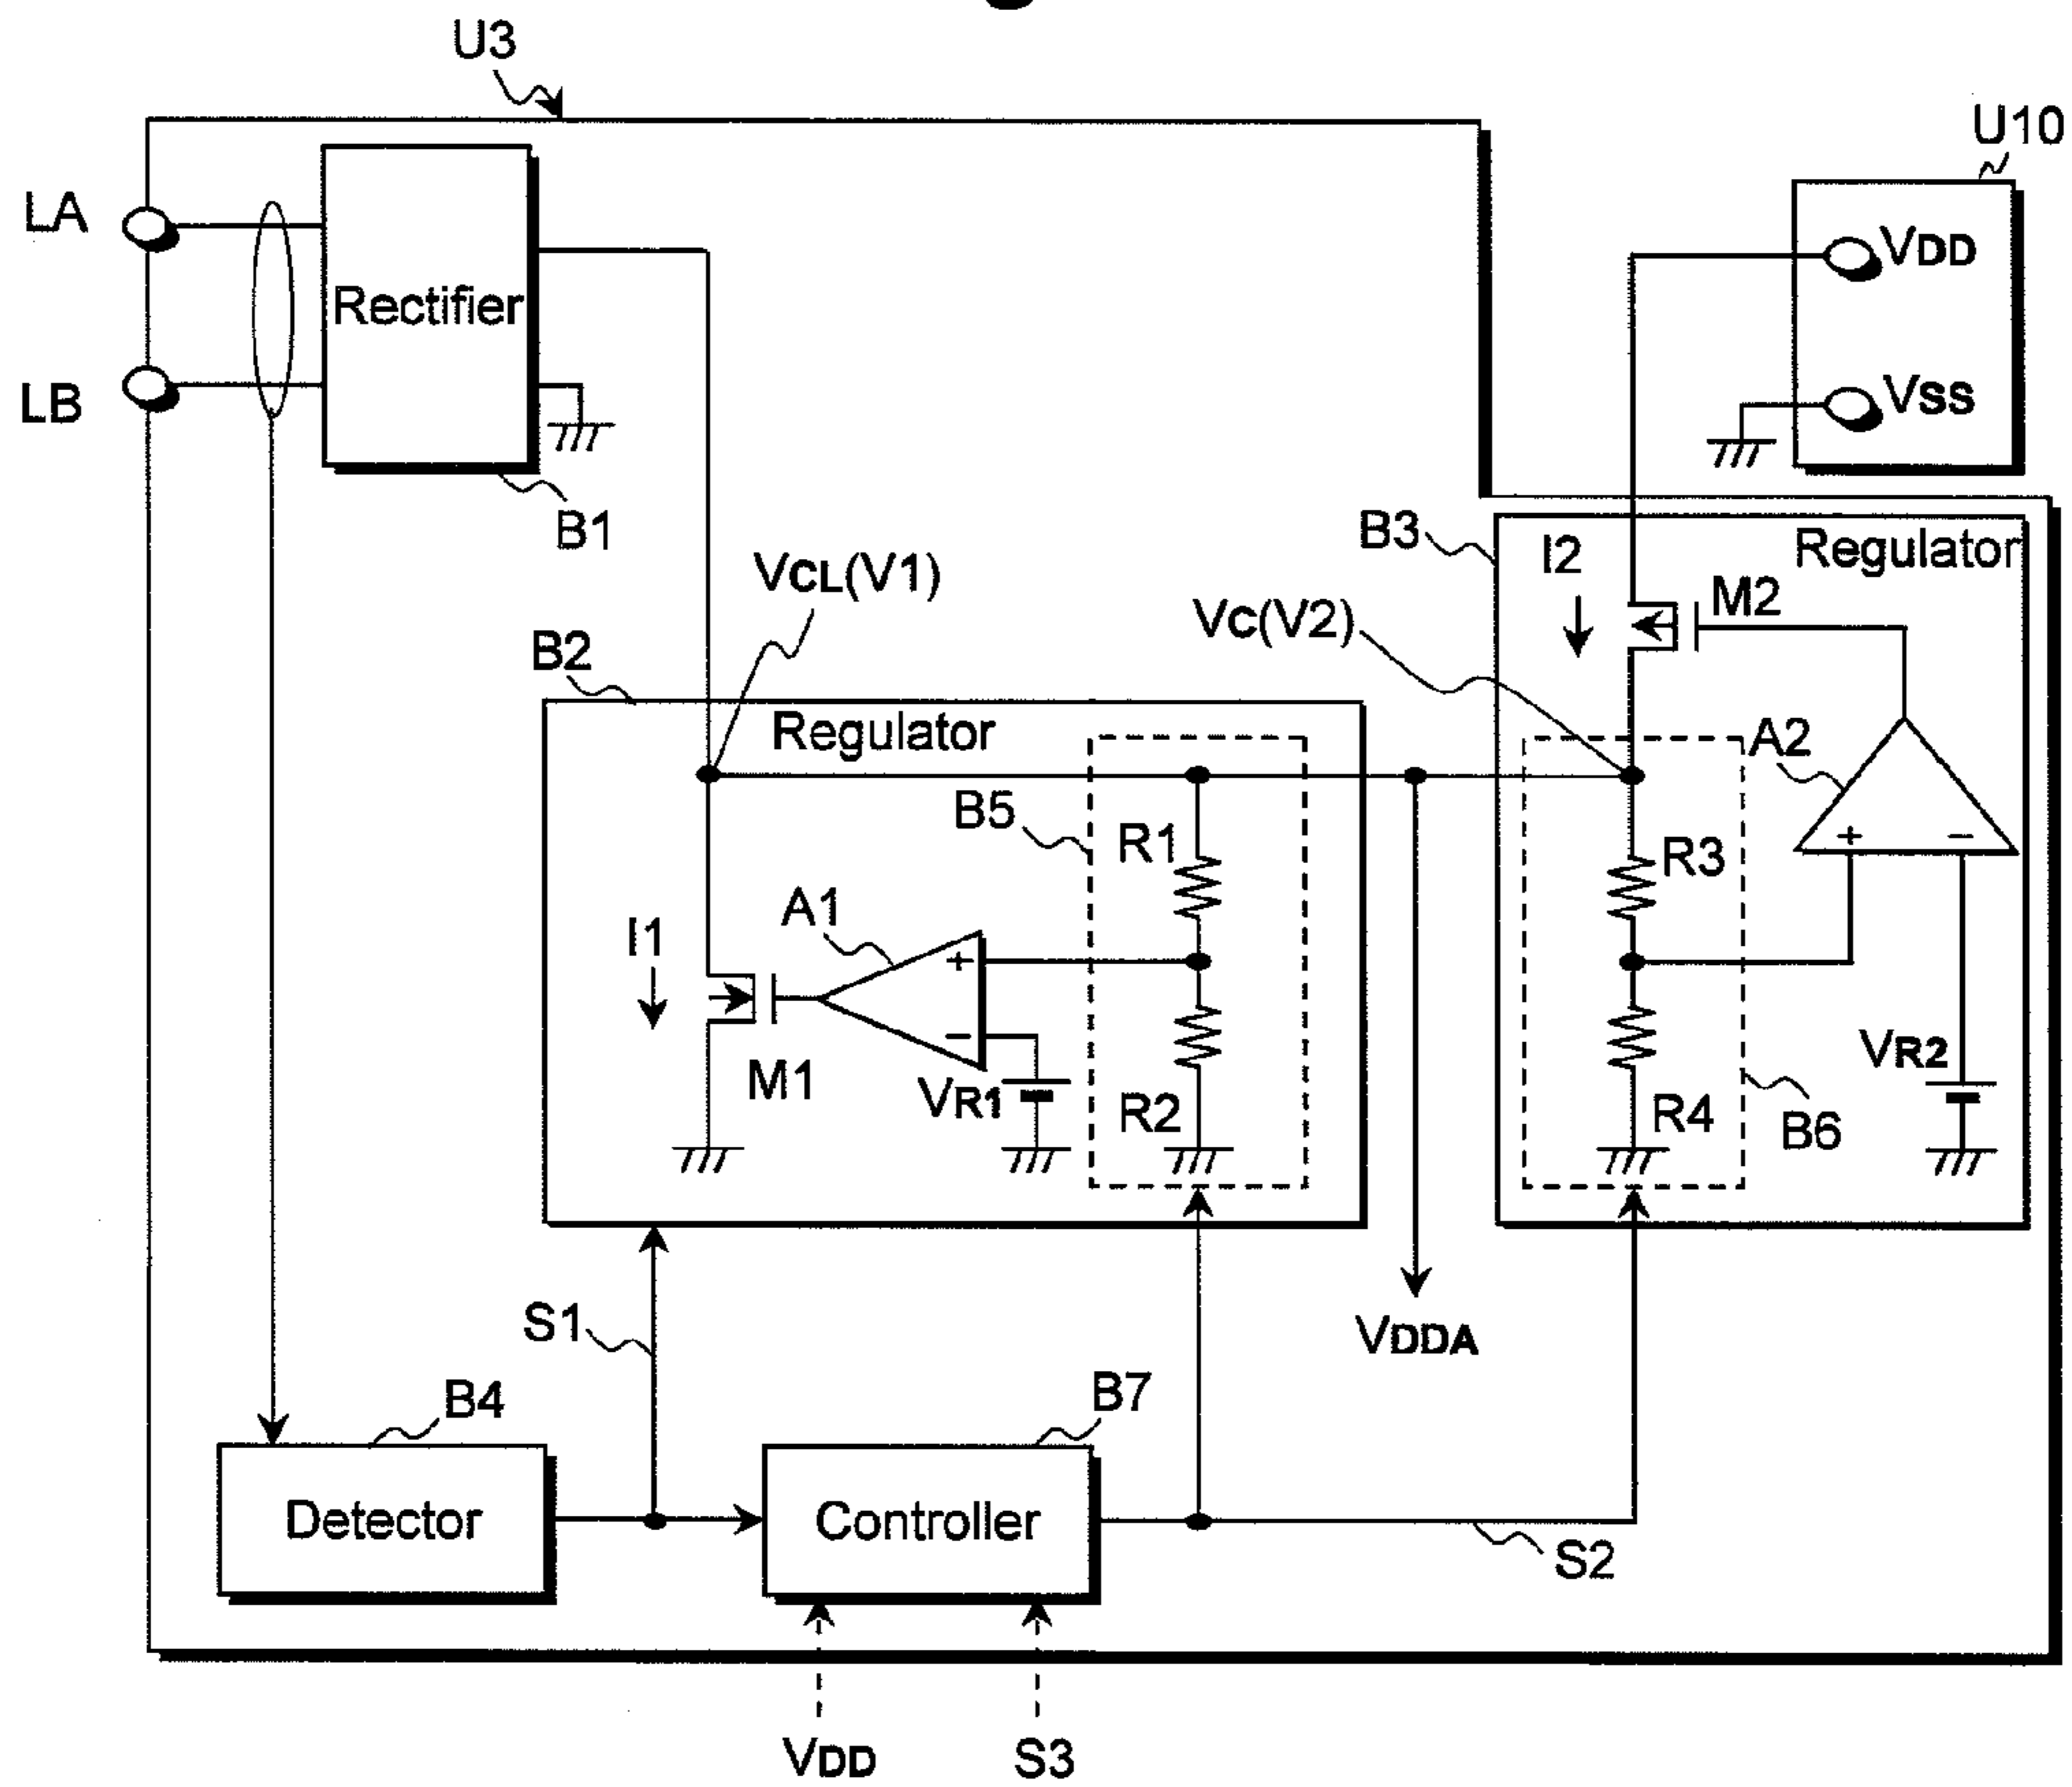 U3
U10
LA
VDD
Rectifier
LB
VSS
B1
B3
I2
Regulator
VCL(V1)
M2
VC(V2)
B2
Regulator
A2
B5
R1
+
−
R3
A1
I1
+
−
VR2
M1
VR1
R2
R4
B6
S1
VDDA
B4
B7
Detector
Controller
S2
VDD
S3